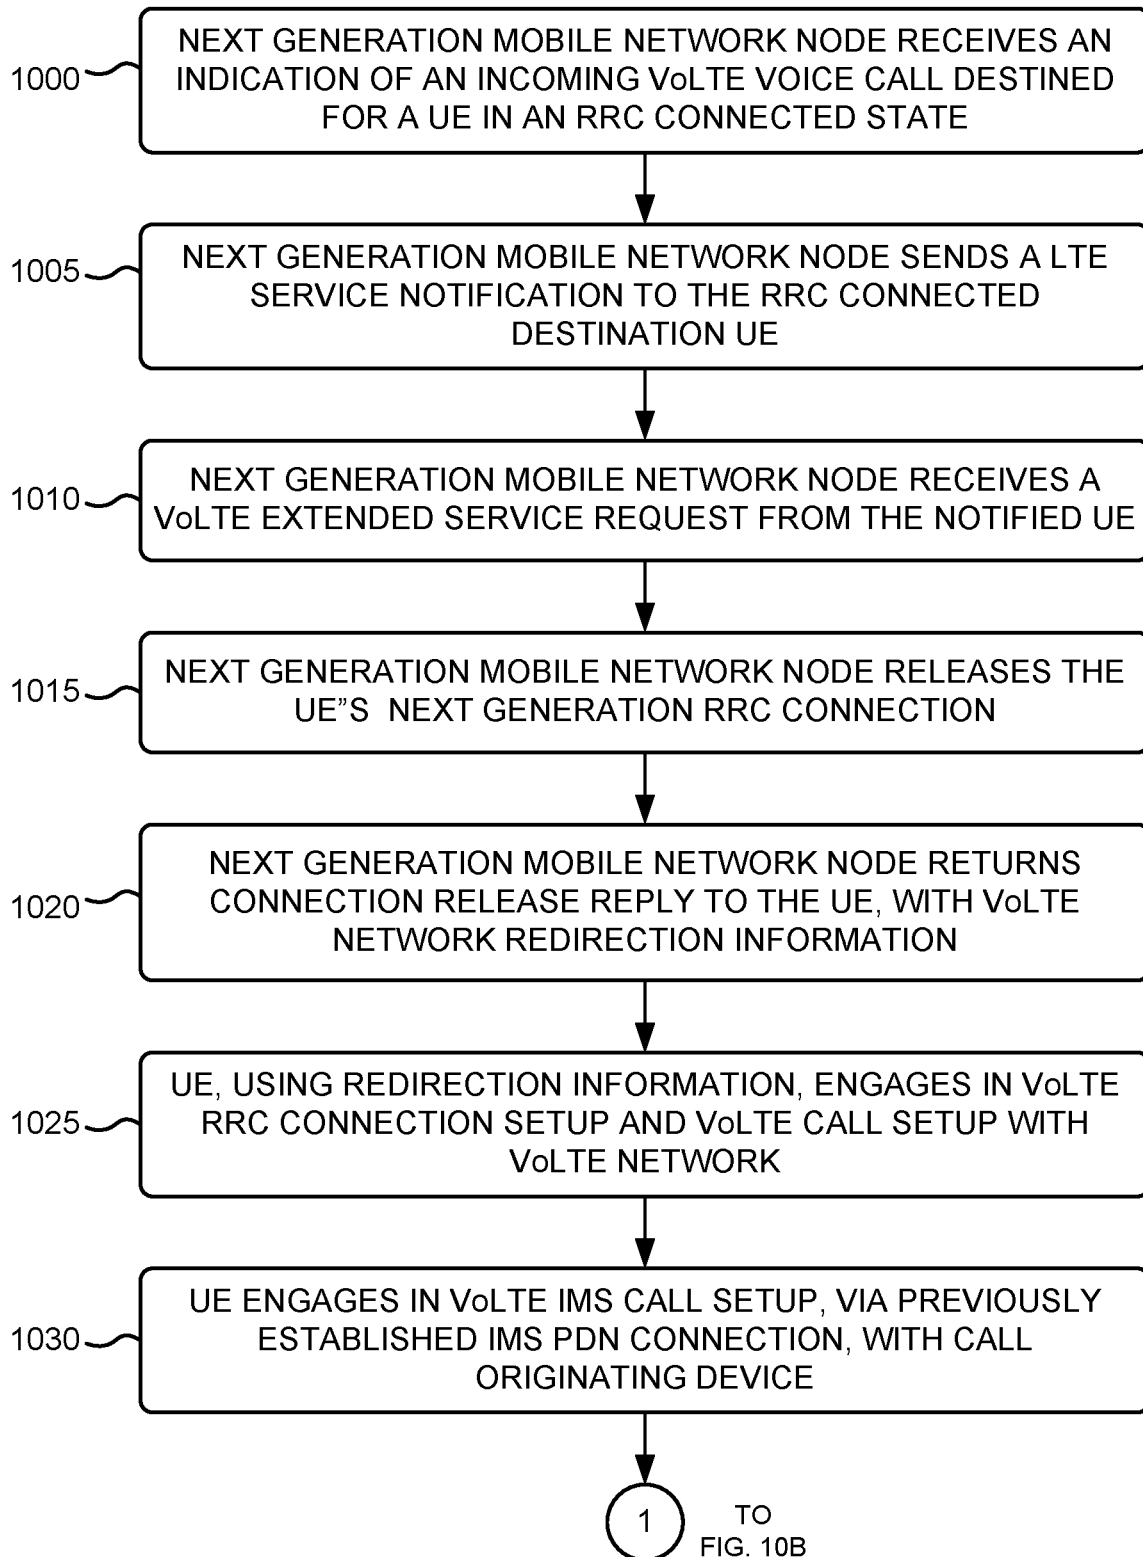 NEXT GENERATION MOBILE NETWORK NODE RECEIVES AN
1000
INDICATION OF AN INCOMING VoLTE VOICE CALL DESTINED
FOR A UE IN AN RRC CONNECTED STATE
NEXT GENERATION MOBILE NETWORK NODE SENDS A LTE
1005
SERVICE NOTIFICATION TO THE RRC CONNECTED
DESTINATION UE
NEXT GENERATION MOBILE NETWORK NODE RECEIVES A
1010
VoLTE EXTENDED SERVICE REQUEST FROM THE NOTIFIED UE
NEXT GENERATION MOBILE NETWORK NODE RELEASES THE
1015
UE"S NEXT GENERATION RRC CONNECTION
NEXT GENERATION MOBILE NETWORK NODE RETURNS
1020
CONNECTION RELEASE REPLY TO THE UE, WITH VoLTE
NETWORK REDIRECTION INFORMATION
UE, USING REDIRECTION INFORMATION, ENGAGES IN VoLTE
1025
RRC CONNECTION SETUP AND VoLTE CALL SETUP WITH
VoLTE NETWORK
UE ENGAGES IN VoLTE IMS CALL SETUP, VIA PREVIOUSLY
1030
ESTABLISHED IMS PDN CONNECTION, WITH CALL
ORIGINATING DEVICE
1
TO
FIG. 10B